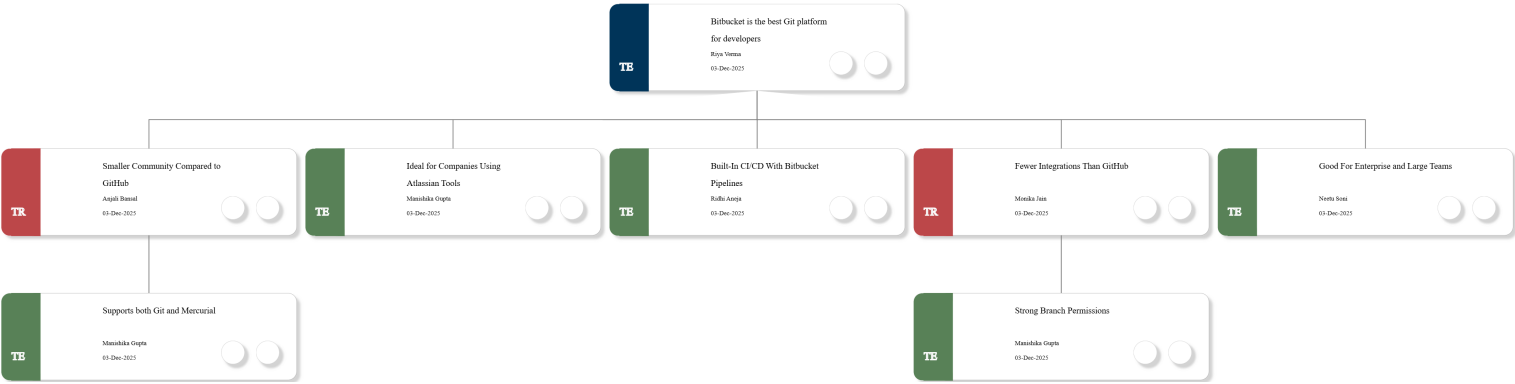 Bitbucket is the best Git platform
for developers
Riya Verma
03-Dec-2025
TE
Smaller Community Compared to
GitHub
Anjali Bansal
03-Dec-2025
TR
Ideal for Companies Using
Atlassian Tools
Manishika Gupta
03-Dec-2025
TE
Built-In CI/CD With Bitbucket
Pipelines
Ridhi Aneja
03-Dec-2025
TE
Fewer Integrations Than GitHub
Monika Jain
03-Dec-2025
TR
Good For Enterprise and Large Teams
Neetu Soni
03-Dec-2025
TE
Supports both Git and Mercurial
Manishika Gupta
03-Dec-2025
TE
Strong Branch Permissions
Manishika Gupta
03-Dec-2025
TE